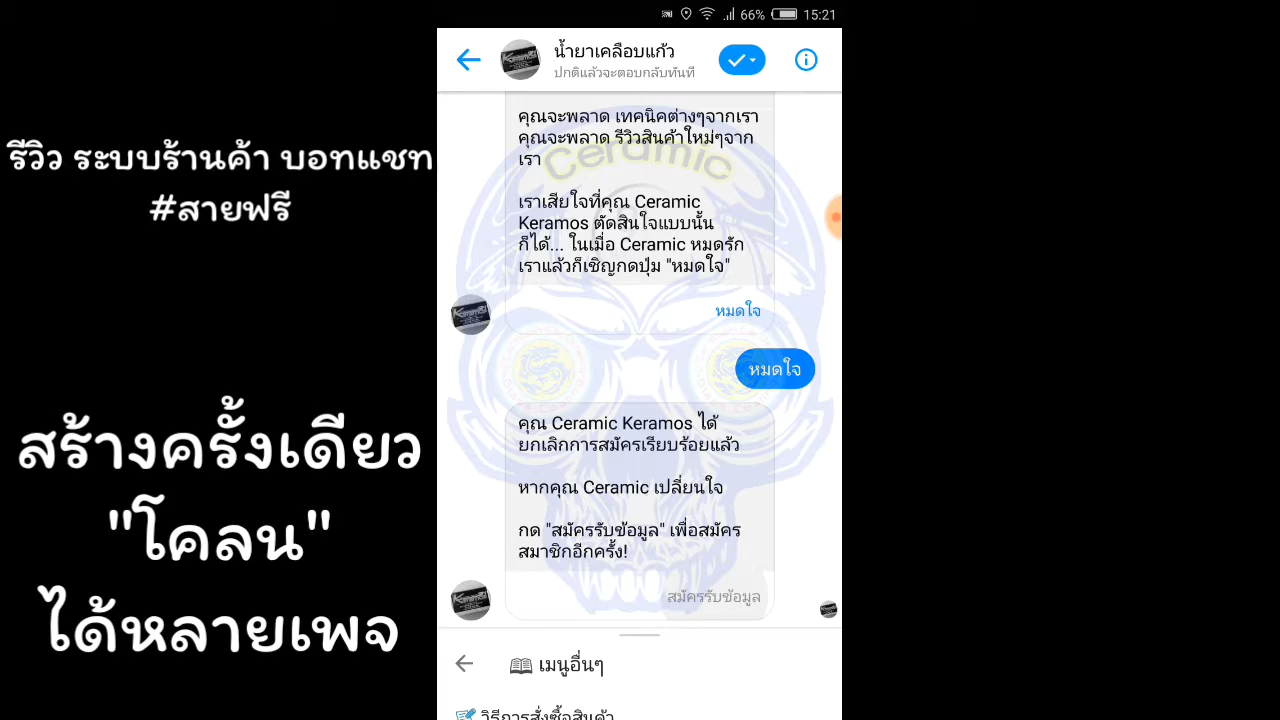 66% 15:21
น้ำยาเคลือบแก้ว
ปกติแล้วจะตอบกลับทันที
รีวิว ระบบร้านค้า บอทแชท
#สายฟรี
สร้างครั้งเดียว
"โคลน"
ได้หลายเพจ
คุณจะพลาด เทคนิคต่างๆจากเรา
คุณจะพลาด รีวิวสินค้าใหม่ๆจาก
เรา
Ceramic
เราเสียใจที่คุณ Ceramic
Keramos ตัดสินใจแบบนั้น
ก็ได้... ในเมื่อ Ceramic หมดรัก
เราแล้วก็เชิญกดปุ่ม "หมดใจ"
หมดใจ
หมดใจ
คุณ Ceramic Keramos ได้
ยกเลิกการสมัครเรียบร้อยแล้ว
หากคุณ Ceramic เปลี่ยนใจ
กด "สมัครรับข้อมูล" เพื่อสมัคร
สมาชิกอีกครั้ง!
สมัครรับข้อมูล
เมนูอื่นๆ
วิธีการสั่งซื้อสินค้า